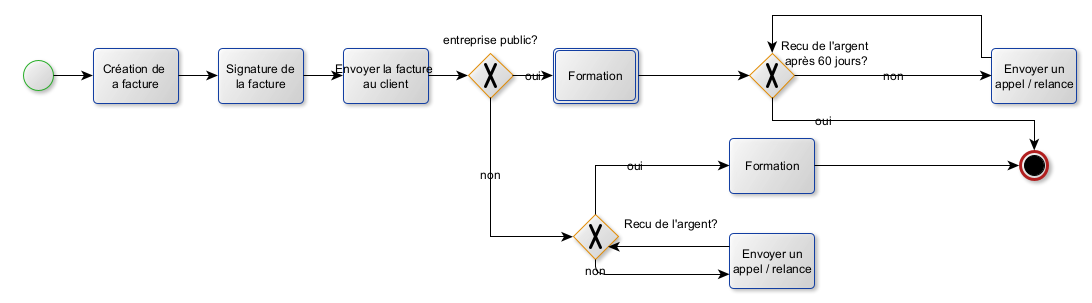 entreprise public?
Création de
a facture
Signature de
la facture
Envoyer la facture
au client
oui
Formation
Recu de l'argent
après 60 jours?
non
Envoyer un
appel / relance
oui
non
oui
Formation
Recu de l'argent?
non
Envoyer un
appel / relance